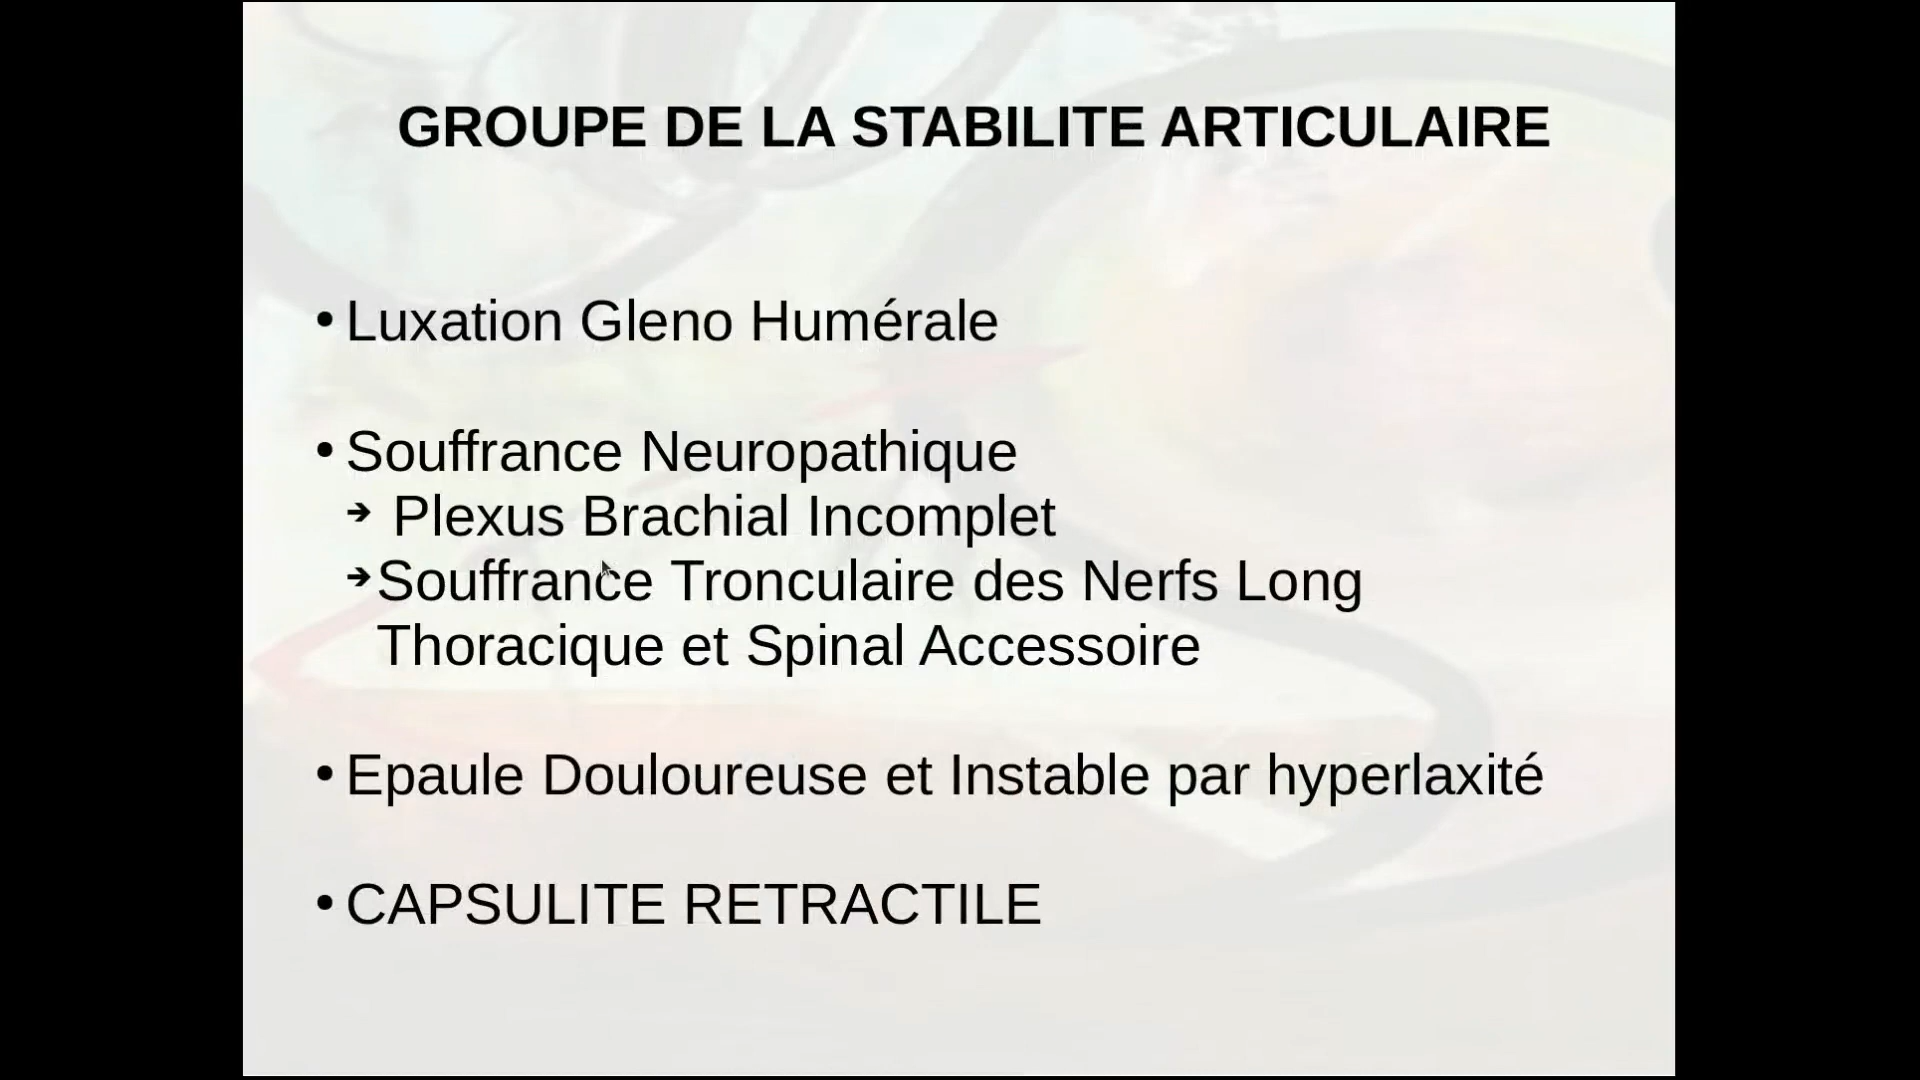 GROUPE DE LA STABILITE ARTICULAIRE
• Luxation Gleno Humérale
• Souffrance Neuropathique
➔ Plexus Brachial Incomplet
➔ Souffrance Tronculaire des Nerfs Long
Thoracique et Spinal Accessoire
• Epaule Douloureuse et Instable par hyperlaxité
• CAPSULITE RETRACTILE